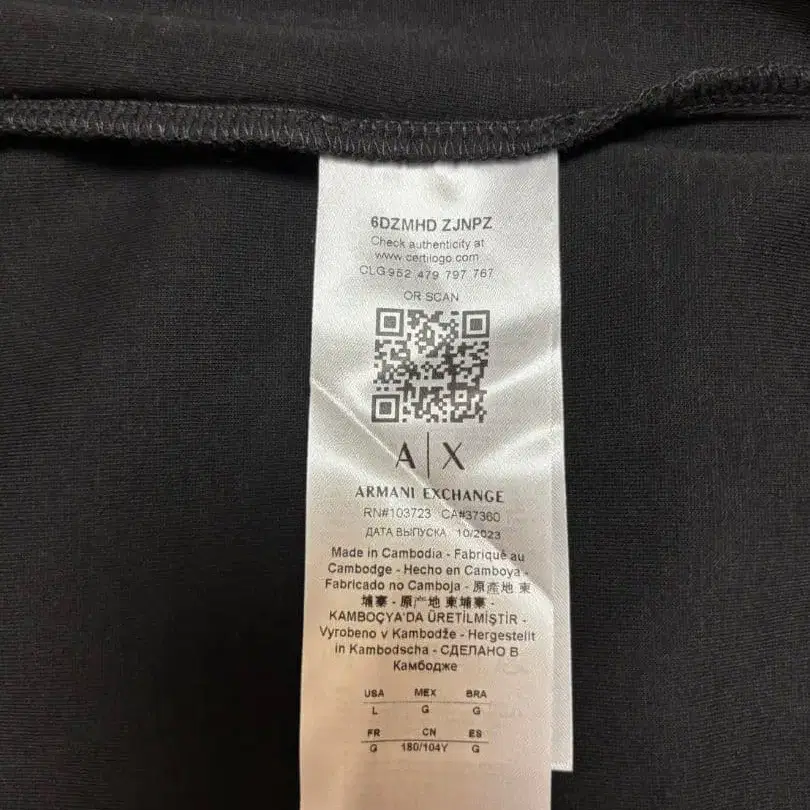 6DZMHD ZJNPZ
Check authenticity at
www.certilogo.com
CLG 952 479 797 767
OR SCAN
A|X
ARMANI EXCHANGE
RN#103723 CA#37360
ДАТА ВЫПУСКА 10/2023
Made in Cambodia - Fabriqué au
Cambodge - Hecho en Camboya -
Fabricado no Camboja - 原產地 柬
埔寨 - 原产地 柬埔寨 -
KAMBOÇYA'DA ÜRETİLMİŞTİR -
Vyrobeno v Kambodže - Hergestellt
in Kambodscha - СДЕЛАНО В
Камбодже
USA MEX BRA
L G G
FR CN ES
G 180/104Y G